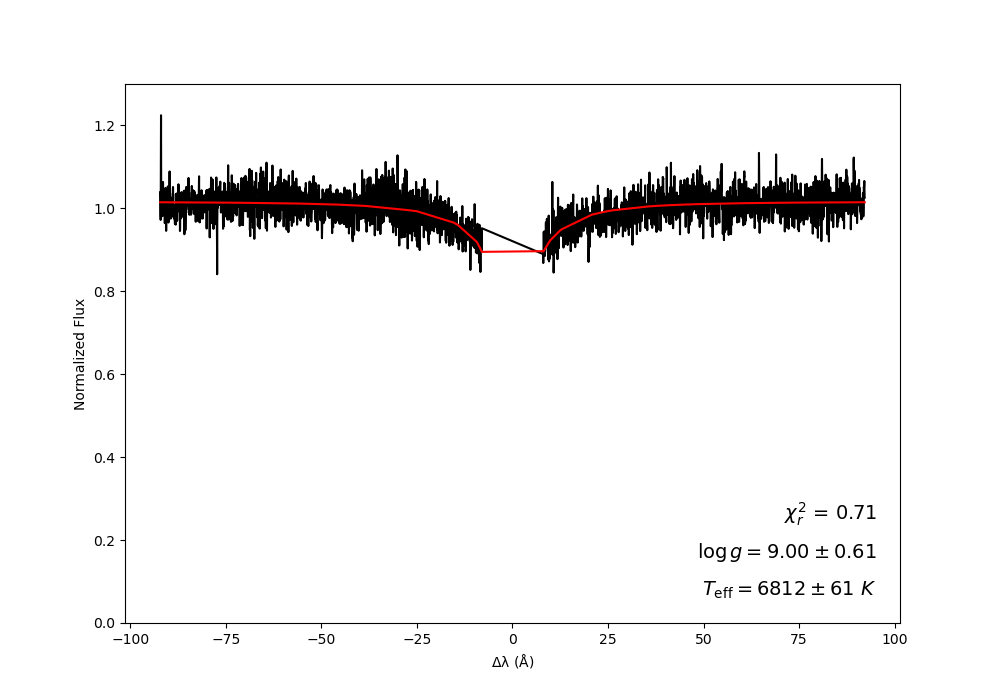 1.2
1.0
0.8
0.6
0.4
0.2
0.0
Normalized Flux
χ²ᵣ = 0.71
log g = 9.00 ± 0.61
T_eff = 6812 ± 61 K
−100 −75 −50 −25 0 25 50 75 100
Δλ (Å)